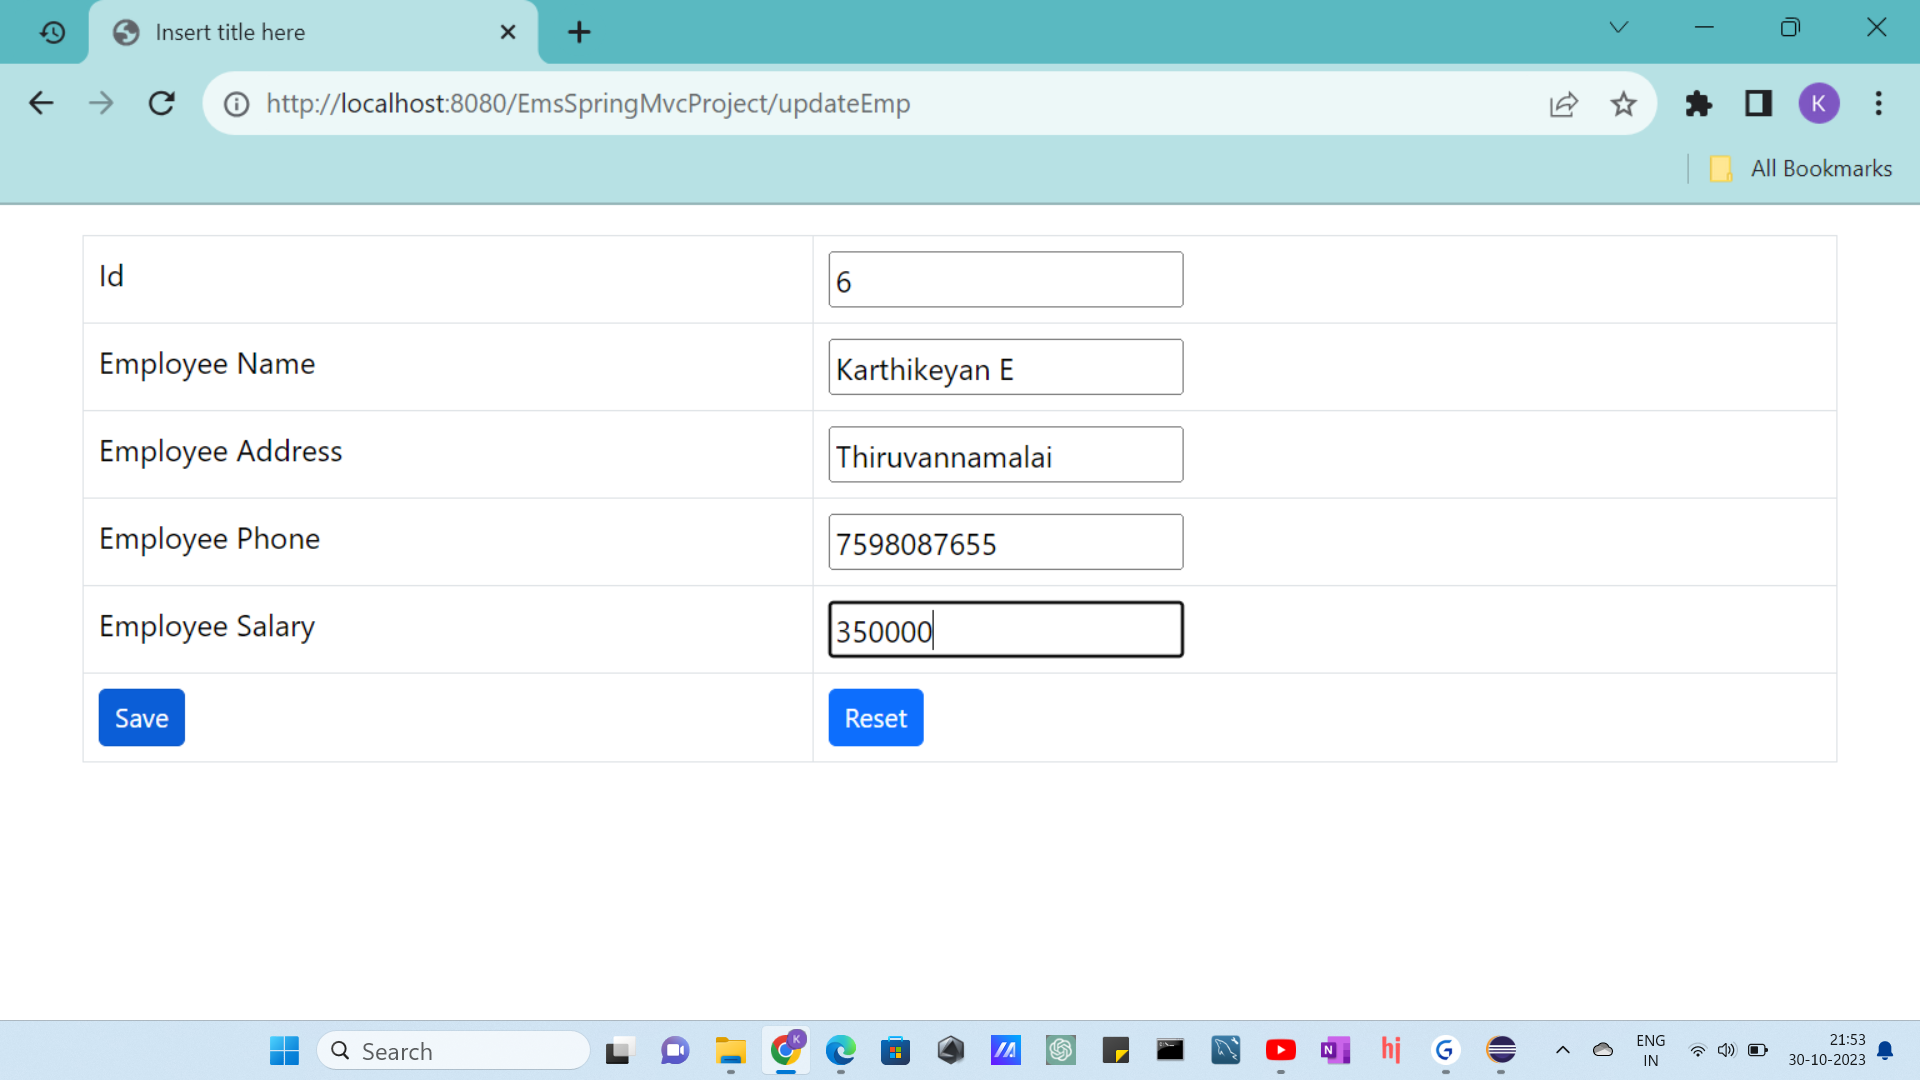 Insert title here
http://localhost:8080/EmsSpringMvcProject/updateEmp
K
All Bookmarks
Id
6
Employee Name
Karthikeyan E
Employee Address
Thiruvannamalai
Employee Phone
7598087655
Employee Salary
350000
Save
Reset
Search
K
N
hj
G
ENG
IN
21:53
30-10-2023